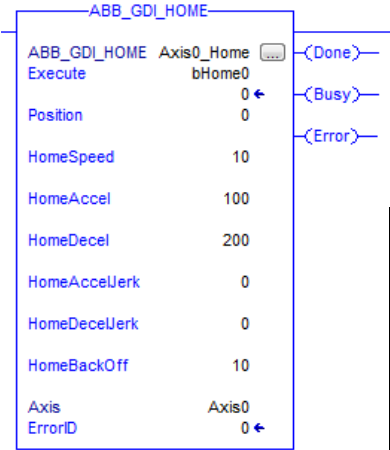 ABB_GDI_HOME
ABB_GDI_HOME Axis0_Home ... (Done)
Execute bHome0
0 (Busy)
Position 0
(Error)
HomeSpeed 10
HomeAccel 100
HomeDecel 200
HomeAccelJerk 0
HomeDecelJerk 0
HomeBackOff 10
Axis Axis0
ErrorID 0